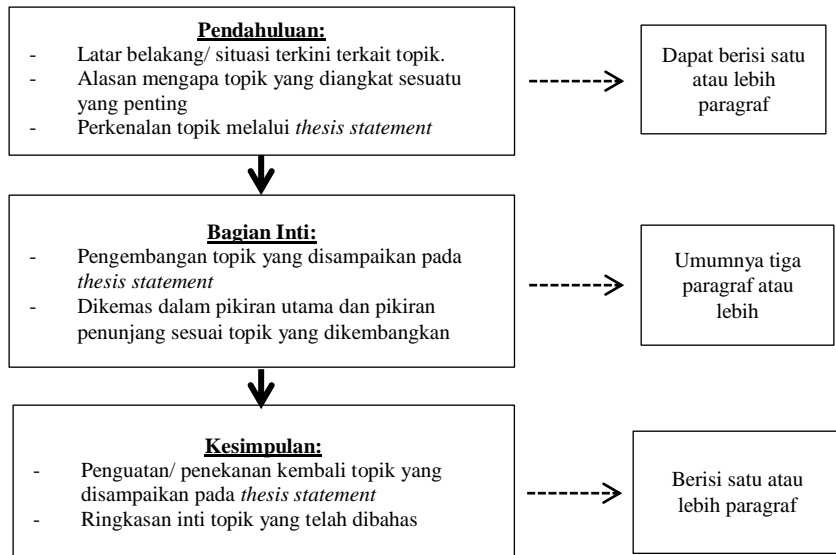 Pendahuluan:
- Latar belakang/ situasi terkini terkait topik.
- Alasan mengapa topik yang diangkat sesuatu
yang penting
- Perkenalan topik melalui thesis statement
Dapat berisi satu
atau lebih
paragraf
Bagian Inti:
- Pengembangan topik yang disampaikan pada
thesis statement
- Dikemas dalam pikiran utama dan pikiran
penunjang sesuai topik yang dikembangkan
Umumnya tiga
paragraf atau
lebih
Kesimpulan:
- Penguatan/ penekanan kembali topik yang
disampaikan pada thesis statement
- Ringkasan inti topik yang telah dibahas
Berisi satu atau
lebih paragraf